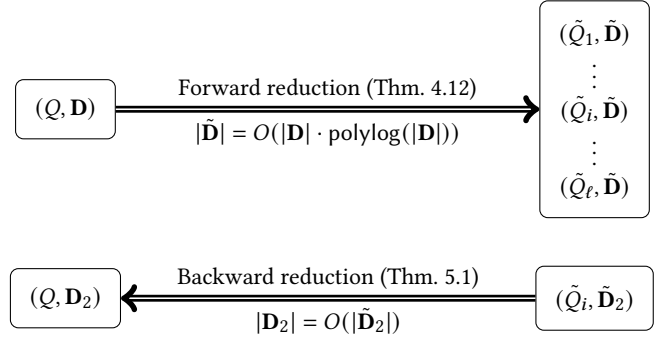 (Q̃₁, D̃)
⋮
Forward reduction (Thm. 4.12)
(Q, D)
(Q̃ᵢ, D̃)
|D̃| = O(|D| · polylog(|D|))
⋮
(Q̃ℓ, D̃)
Backward reduction (Thm. 5.1)
(Q, D₂)
(Q̃ᵢ, D̃₂)
|D₂| = O(|D̃₂|)